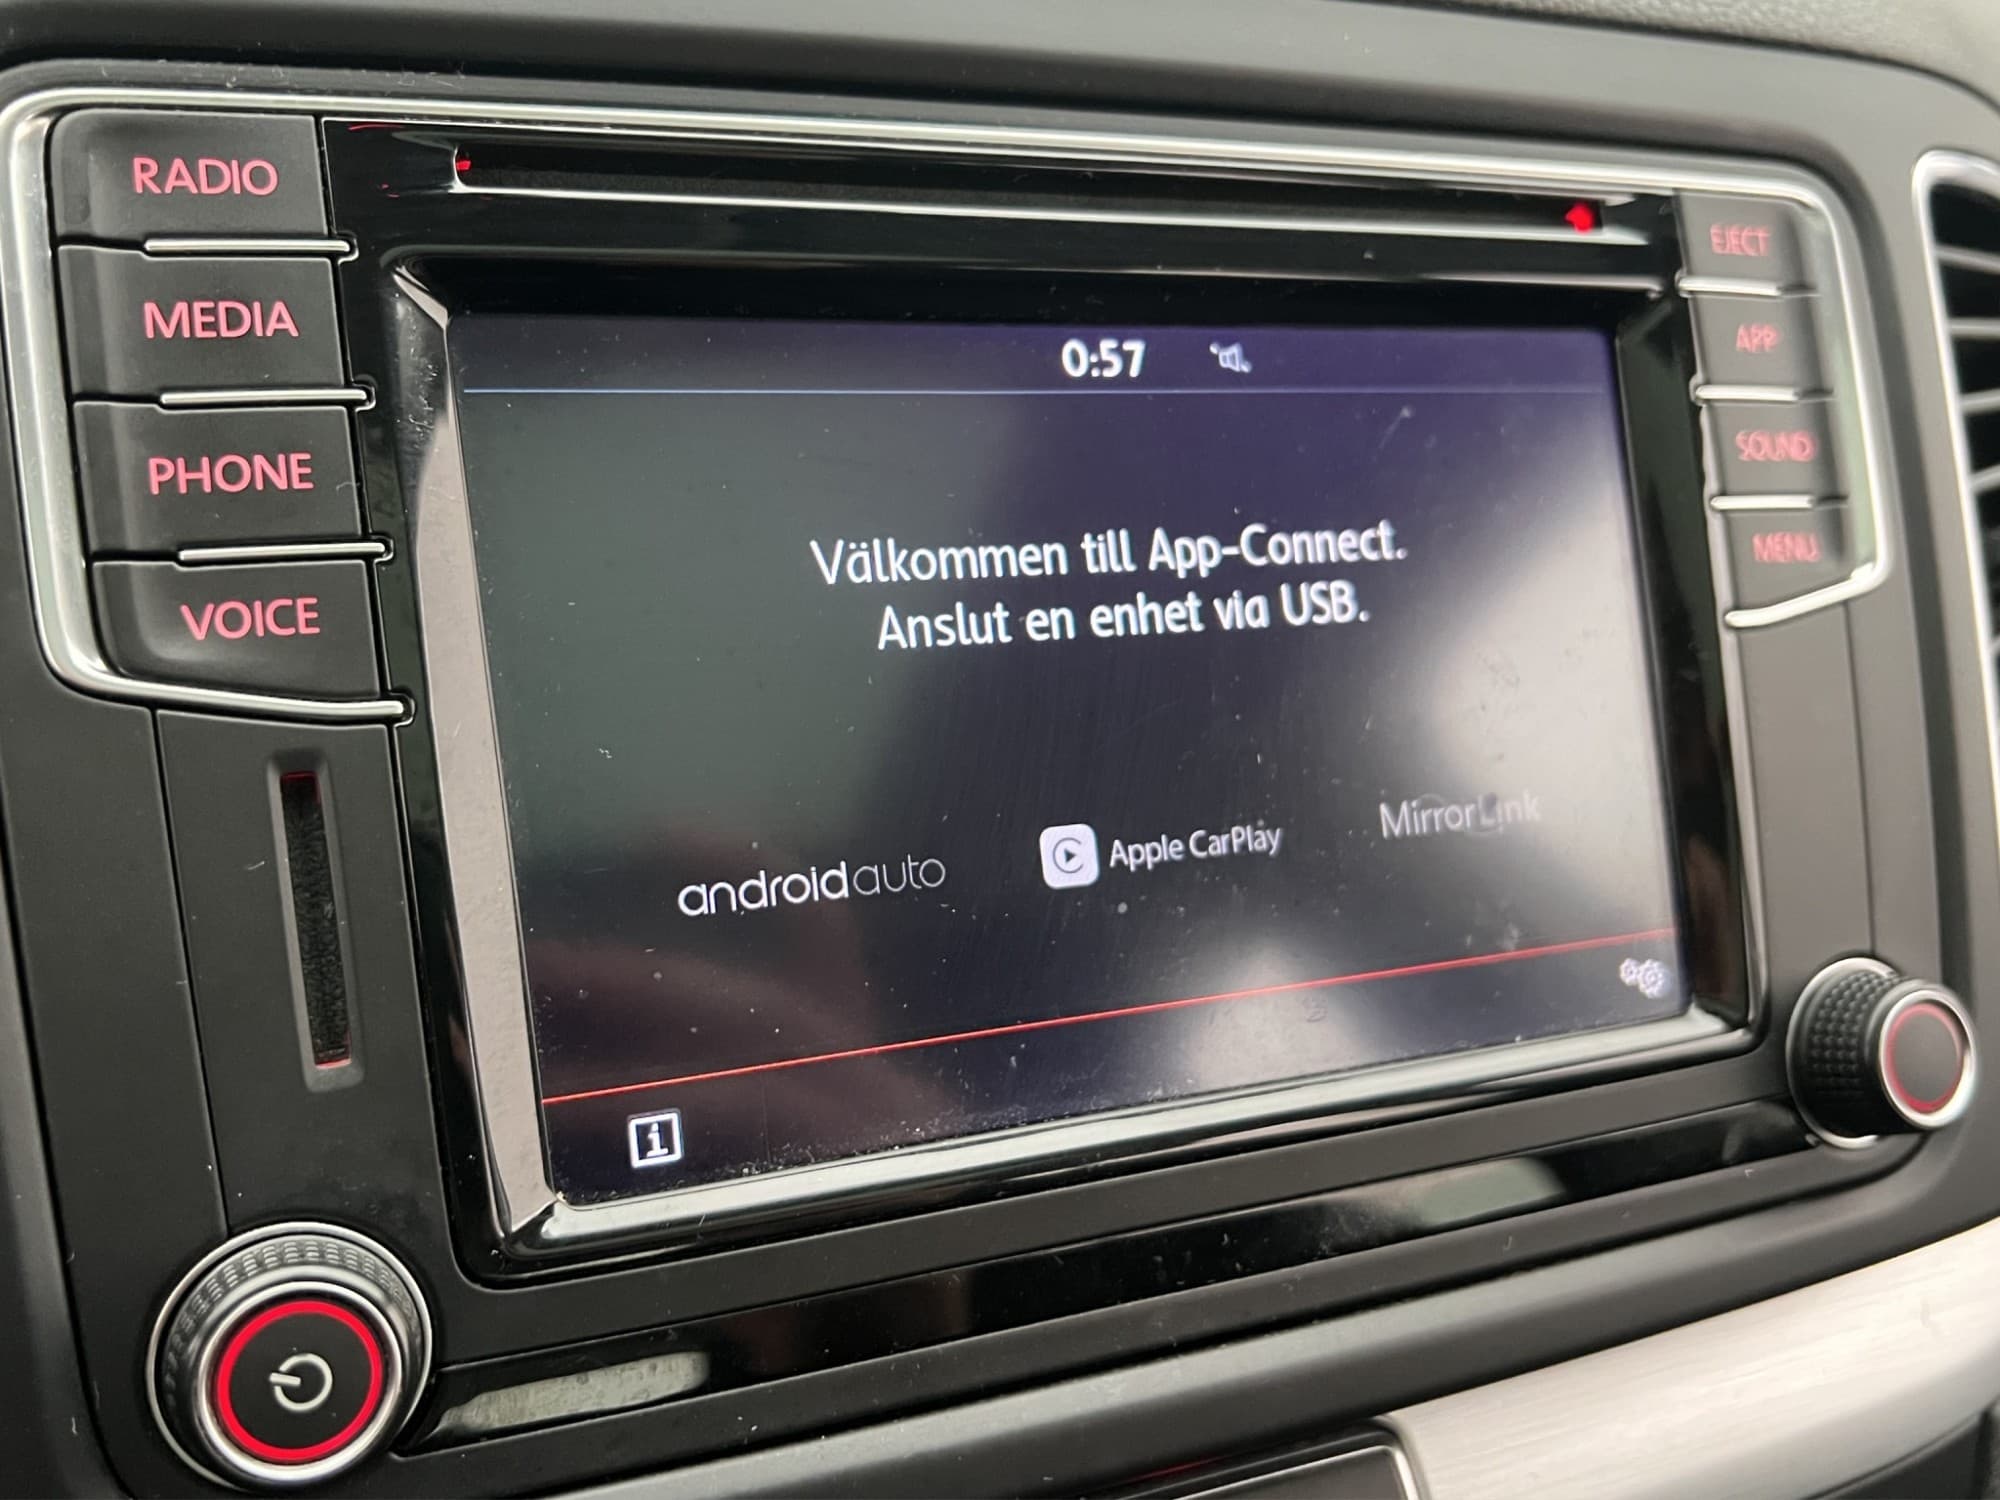 RADIO
MEDIA
PHONE
VOICE
0:57
Välkommen till App-Connect.
Anslut en enhet via USB.
androidauto
Apple CarPlay
MirrorLink
i
EJECT
APP
SOUND
MENU